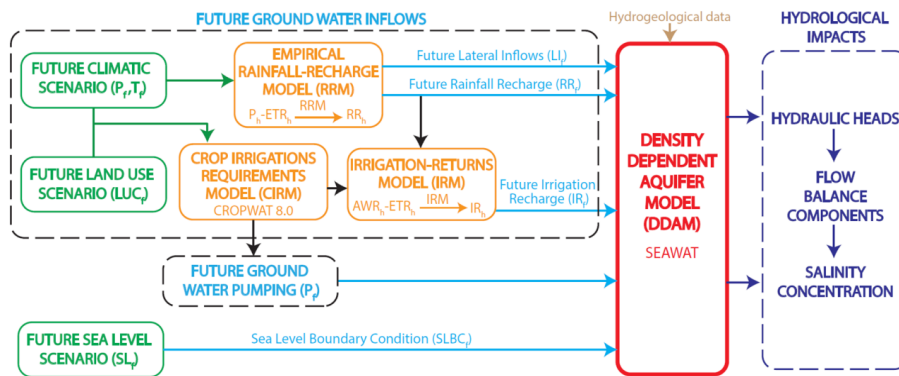 FUTURE GROUND WATER INFLOWS
Hydrogeological data
HYDROLOGICAL
IMPACTS
FUTURE CLIMATIC
SCENARIO (Pf,Tf)
EMPIRICAL
RAINFALL-RECHARGE
MODEL (RRM)
RRM
Ph-ETRh RRh
Future Lateral Inflows (LIf)
Future Rainfall Recharge (RRf)
FUTURE LAND USE
SCENARIO (LUCf)
CROP IRRIGATIONS
REQUIREMENTS
MODEL (CIRM)
CROPWAT 8.0
IRRIGATION-RETURNS
MODEL (IRM)
IRM
AWRh-ETRh IRh
Future Irrigation
Recharge (IRf)
DENSITY
DEPENDENT
AQUIFER
MODEL
(DDAM)
SEAWAT
HYDRAULIC HEADS
FLOW
BALANCE
COMPONENTS
SALINITY
CONCENTRATION
FUTURE GROUND
WATER PUMPING (Pf)
FUTURE SEA LEVEL
SCENARIO (SLf)
Sea Level Boundary Condition (SLBCf)